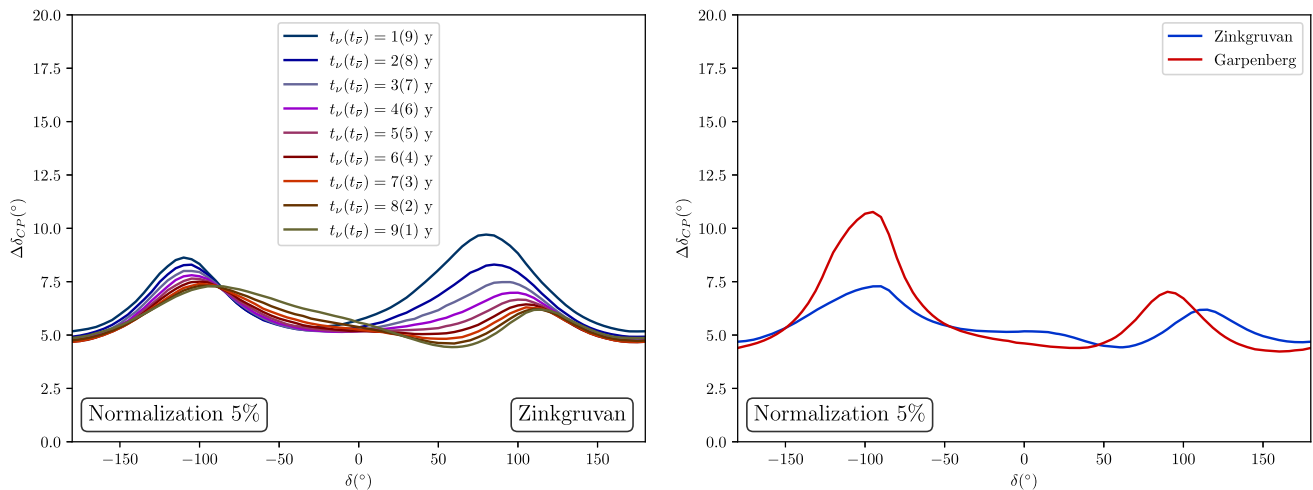 20.0
17.5
15.0
12.5
10.0
7.5
5.0
2.5
0.0
Δδ_CP(°)
t_ν(t_ν̄) = 1(9) y
t_ν(t_ν̄) = 2(8) y
t_ν(t_ν̄) = 3(7) y
t_ν(t_ν̄) = 4(6) y
t_ν(t_ν̄) = 5(5) y
t_ν(t_ν̄) = 6(4) y
t_ν(t_ν̄) = 7(3) y
t_ν(t_ν̄) = 8(2) y
t_ν(t_ν̄) = 9(1) y
Normalization 5%
Zinkgruvan
−150 −100 −50 0 50 100 150
δ(°)
20.0
17.5
15.0
12.5
10.0
7.5
5.0
2.5
0.0
Δδ_CP(°)
Zinkgruvan
Garpenberg
Normalization 5%
−150 −100 −50 0 50 100 150
δ(°)